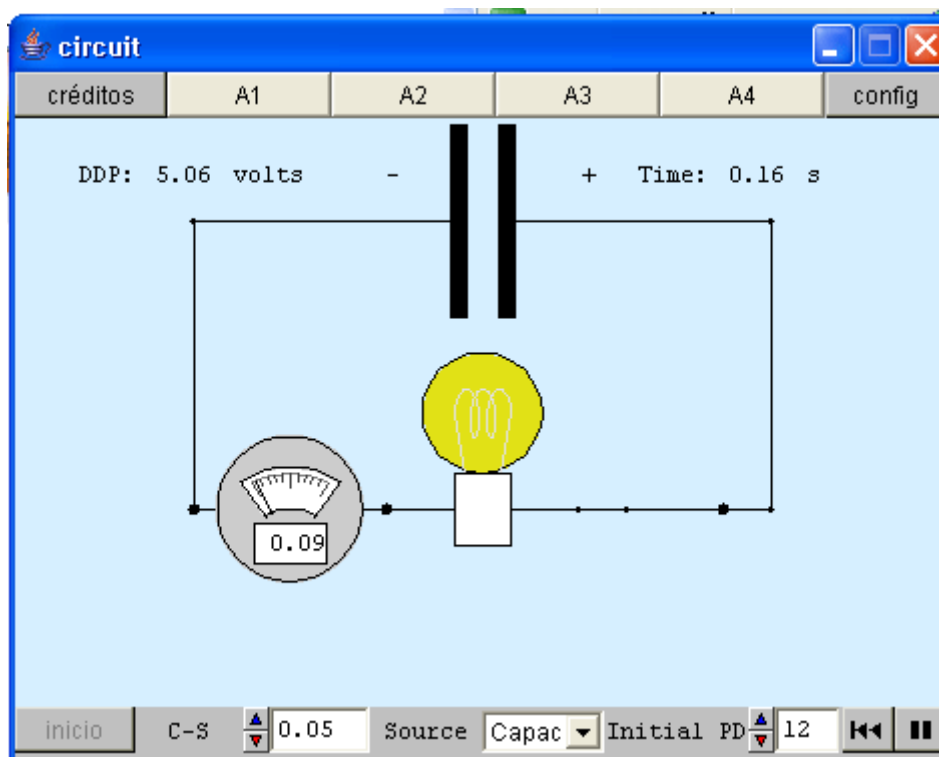 circuit
créditos A1 A2 A3 A4 config
DDP: 5.06 volts - + Time: 0.16 s
0.09
inicio C-S 0.05 Source Capac Initial PD 12